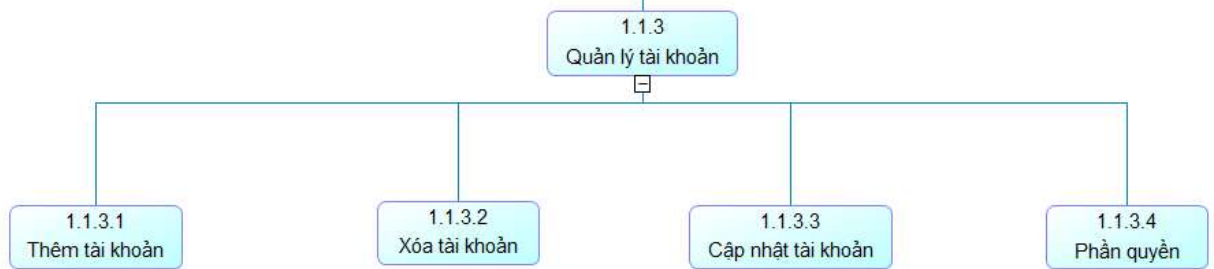 1.1.3
Quản lý tài khoản
1.1.3.1
Thêm tài khoản
1.1.3.2
Xóa tài khoản
1.1.3.3
Cập nhật tài khoản
1.1.3.4
Phần quyền